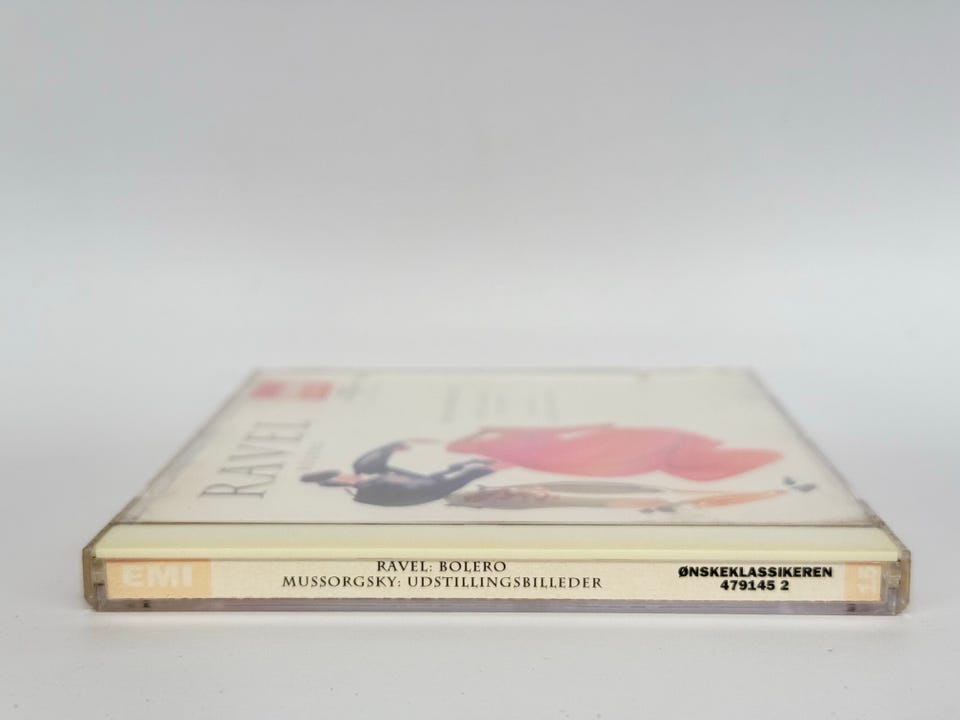 RAVEL
EMI
RAVEL: BOLERO
MUSSORGSKY: UDSTILLINGSBILLEDER
ØNSKEKLASSIKEREN
479145 2